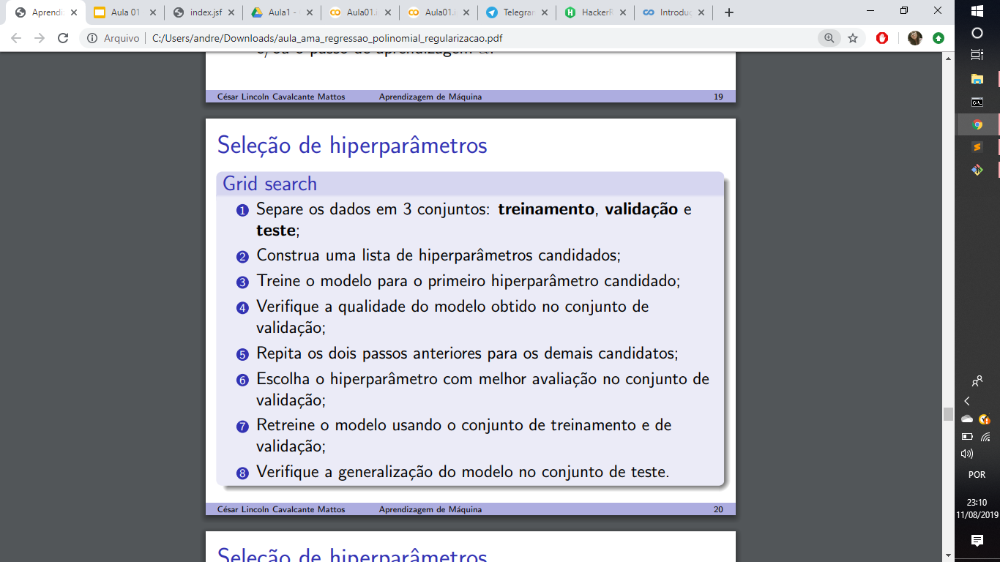 Aprendi
Aula 01
index.jsf
Aula1 -
Aula01.i
Aula01.i
Telegram
HackerR
Introdu
Arquivo
C:/Users/andre/Downloads/aula_ama_regressao_polinomial_regularizacao.pdf
e/ou o passo de aprendizagem α.
César Lincoln Cavalcante Mattos Aprendizagem de Máquina 19
Seleção de hiperparâmetros
Grid search
1 Separe os dados em 3 conjuntos: treinamento, validação e
teste;
2 Construa uma lista de hiperparâmetros candidados;
3 Treine o modelo para o primeiro hiperparâmetro candidado;
4 Verifique a qualidade do modelo obtido no conjunto de
validação;
5 Repita os dois passos anteriores para os demais candidatos;
6 Escolha o hiperparâmetro com melhor avaliação no conjunto de
validação;
7 Retreine o modelo usando o conjunto de treinamento e de
validação;
8 Verifique a generalização do modelo no conjunto de teste.
César Lincoln Cavalcante Mattos Aprendizagem de Máquina 20
Seleção de hiperparâmetros
POR
23:10
11/08/2019